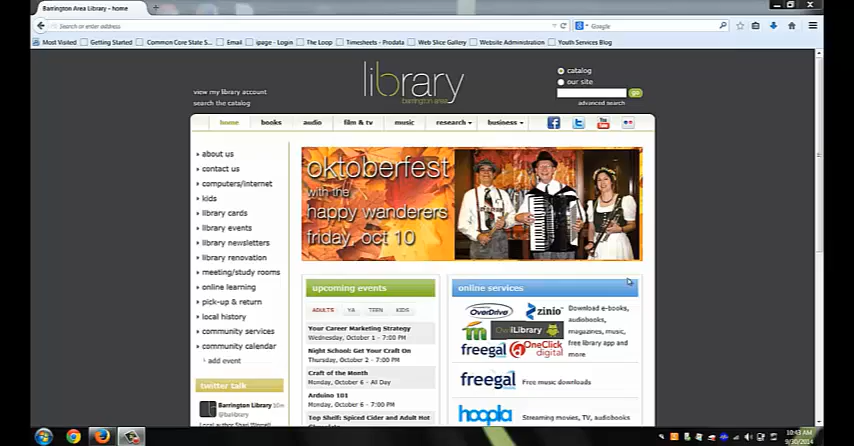 Barrington Area Library - home
Search or enter address
Google
Most Visited
Getting Started
Common Core State S...
Email
ipage - Login
The Loop
Timesheets - Prodata
Web Slice Gallery
Website Administration
Youth Services Blog
view my library account
search the catalog
library
barrington area
catalog
our site
go
advanced search
home
books
audio
film & tv
music
research
business
about us
contact us
computers/internet
kids
library cards
library events
library newsletters
library renovation
meeting/study rooms
online learning
pick-up & return
local history
community services
community calendar
add event
twitter talk
Barrington Library
@barlibrary
oktoberfest
with the
happy wanderers
friday, oct 10
upcoming events
ADULTS
YA
TEEN
KIDS
Your Career Marketing Strategy
Wednesday, October 1 - 7:00 PM
Night School: Get Your Craft On
Thursday, October 2 - 7:00 PM
Craft of the Month
Monday, October 6 - All Day
Arduino 101
Monday, October 6 - 7:00 PM
Top Shelf: Spiced Cider and Adult Hot
online services
OverDrive
zinio
OwlLibrary
freegal
OneClick
digital
Download e-books,
audiobooks,
magazines, music,
free library app and
more
freegal
Free music downloads
hoopla
Streaming movies, TV, audiobooks
10:43 AM
9/30/2014